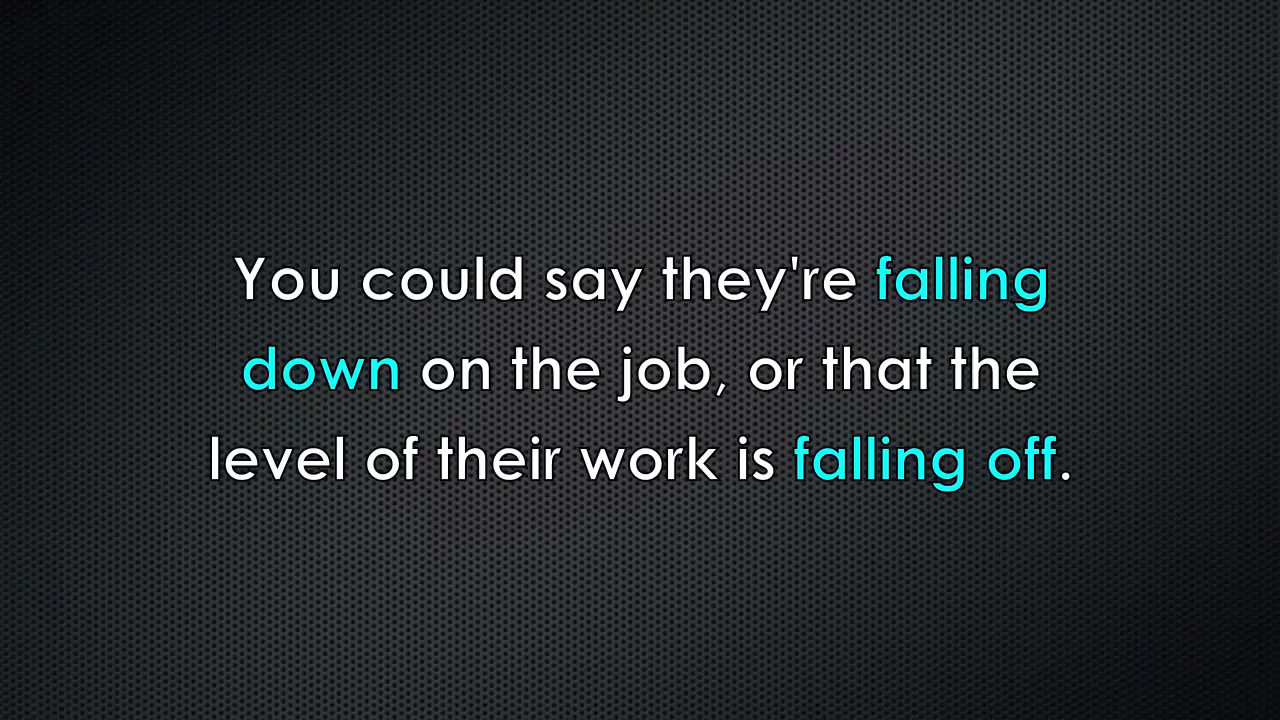 You could say they're falling
down on the job, or that the
level of their work is falling off.